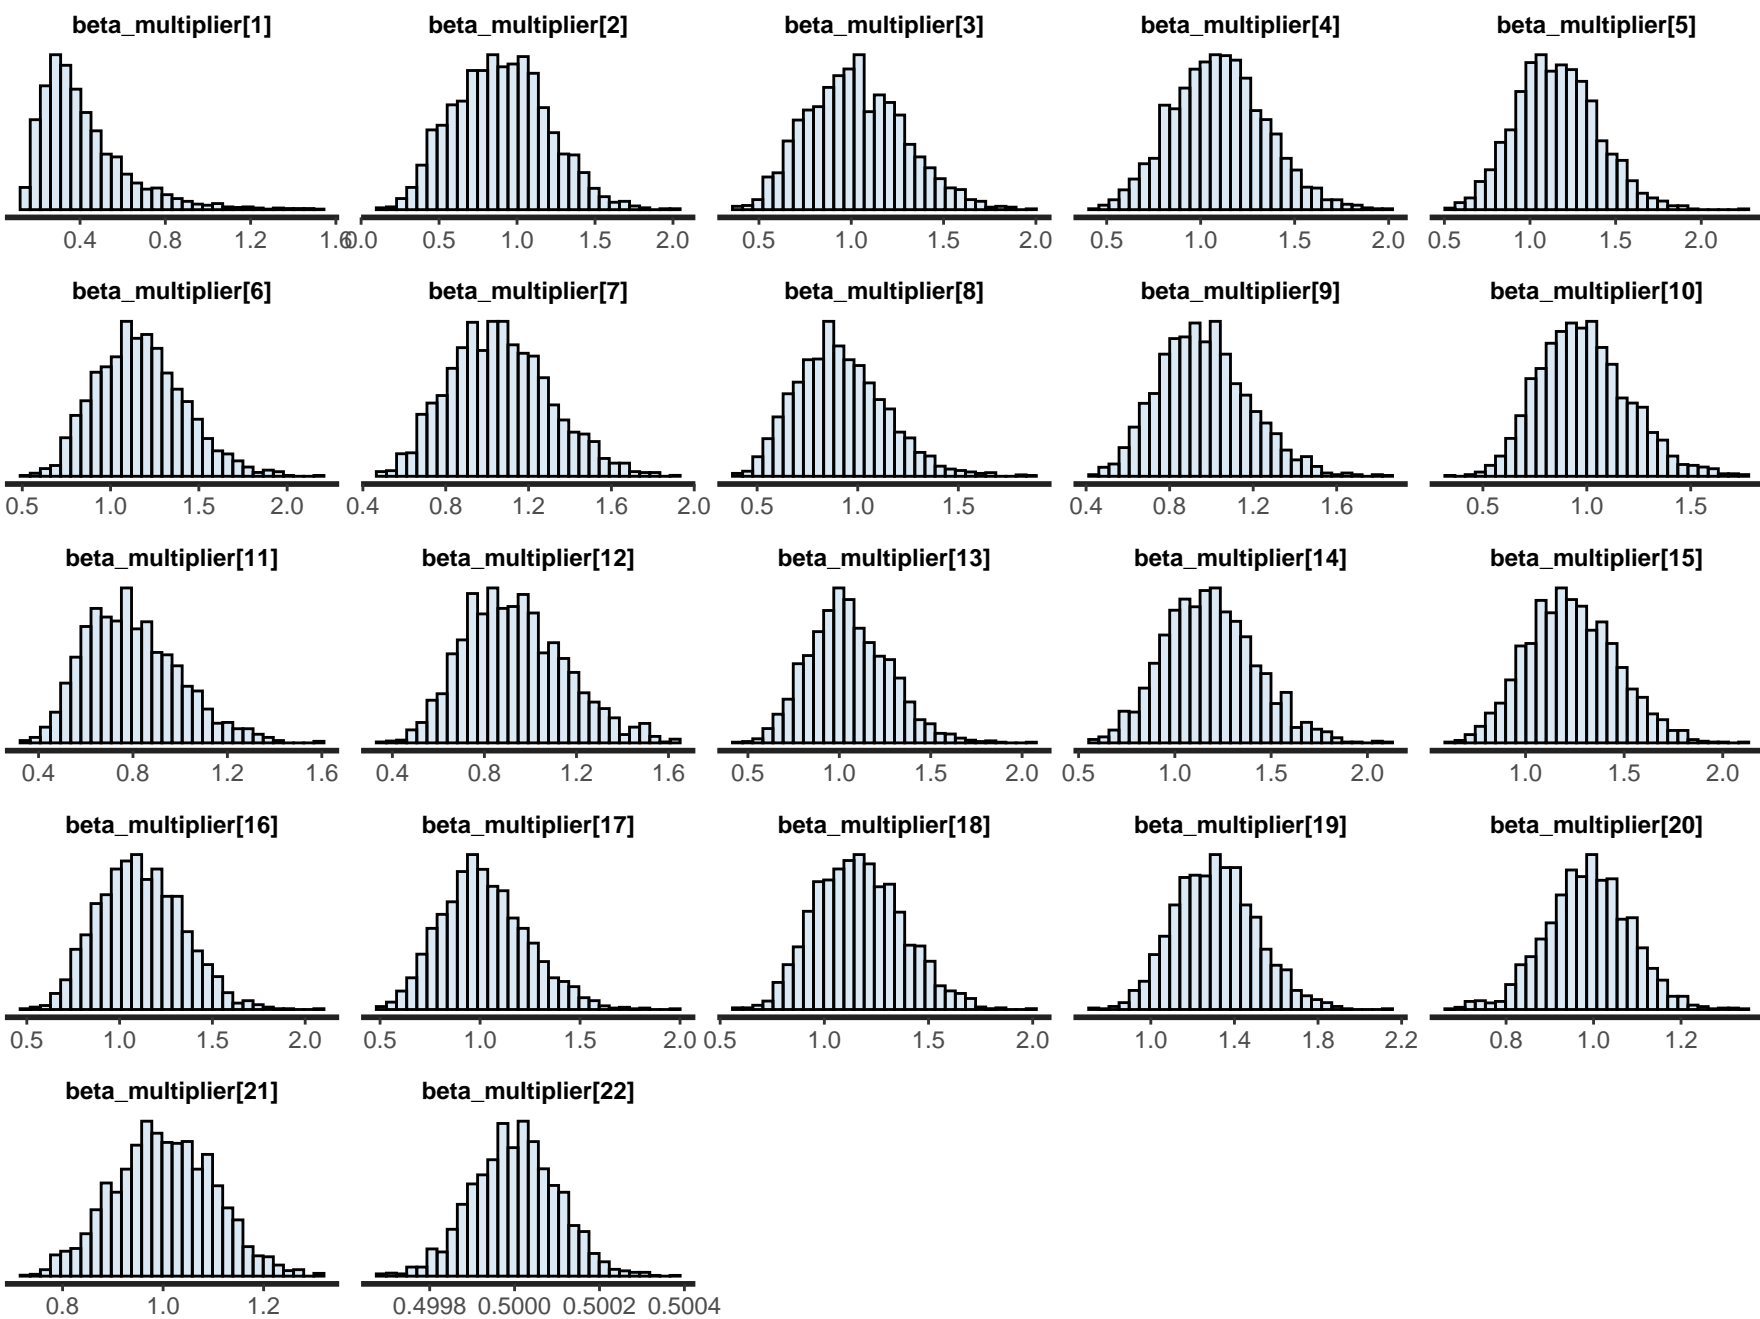 beta_multiplier[1] beta_multiplier[2] beta_multiplier[3] beta_multiplier[4] beta_multiplier[5]
0.4 0.8 1.2 1.6 0.0 0.5 1.0 1.5 2.0 0.5 1.0 1.5 2.0 0.5 1.0 1.5 2.0 0.5 1.0 1.5 2.0
beta_multiplier[6] beta_multiplier[7] beta_multiplier[8] beta_multiplier[9] beta_multiplier[10]
0.5 1.0 1.5 2.0 0.4 0.8 1.2 1.6 2.0 0.5 1.0 1.5 0.4 0.8 1.2 1.6 0.5 1.0 1.5
beta_multiplier[11] beta_multiplier[12] beta_multiplier[13] beta_multiplier[14] beta_multiplier[15]
0.4 0.8 1.2 1.6 0.4 0.8 1.2 1.6 0.5 1.0 1.5 2.0 0.5 1.0 1.5 2.0 1.0 1.5 2.0
beta_multiplier[16] beta_multiplier[17] beta_multiplier[18] beta_multiplier[19] beta_multiplier[20]
0.5 1.0 1.5 2.0 0.5 1.0 1.5 2.0 0.5 1.0 1.5 2.0 1.0 1.4 1.8 2.2 0.8 1.0 1.2
beta_multiplier[21] beta_multiplier[22]
0.8 1.0 1.2 0.4998 0.5000 0.5002 0.5004